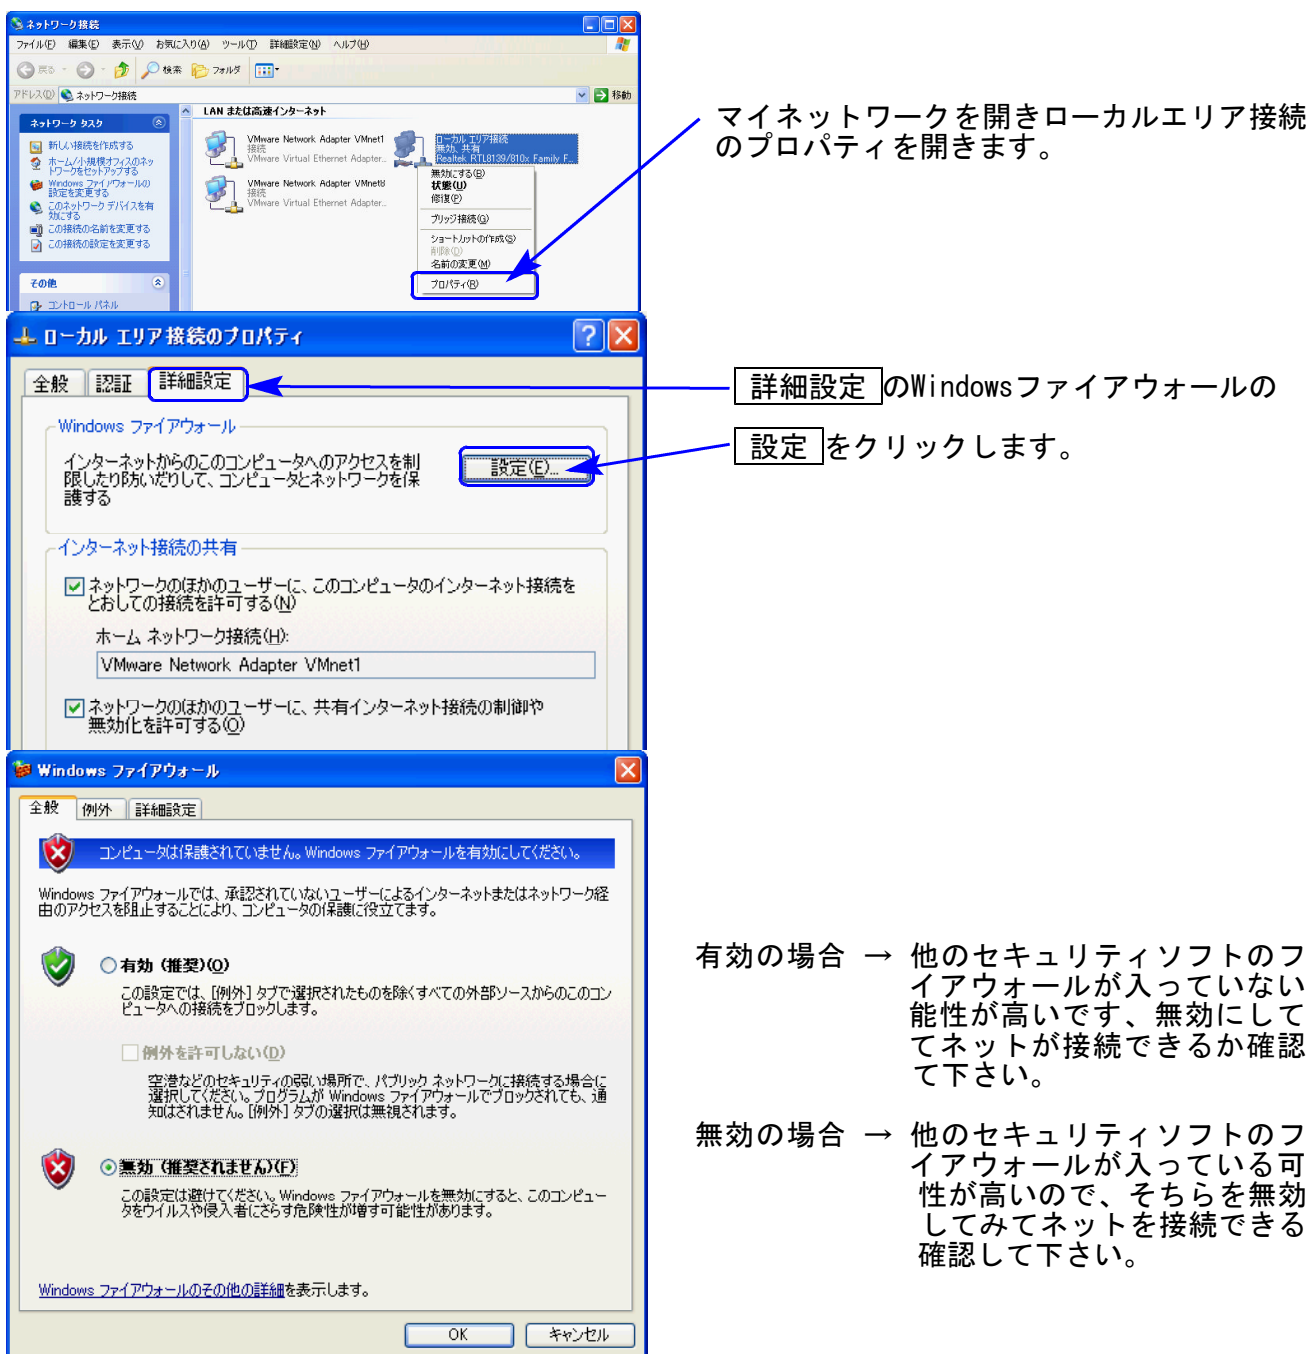 ネットワーク接続
ファイル(F) 編集(E) 表示(V) お気に入り(A) ツール(T) 詳細設定(N) ヘルプ(H)
戻る 検索 フォルダ
アドレス(D) ネットワーク接続 移動
ネットワーク タスク
新しい接続を作成する
ホーム/小規模オフィスのネッ
トワークをセットアップする
Windows ファイアウォールの
設定を変更する
このネットワーク デバイスを有
効にする
この接続の名前を変更する
この接続の設定を変更する
その他
コントロール パネル
LAN または高速インターネット
VMware Network Adapter VMnet1
接続
VMware Virtual Ethernet Adapter...
VMware Network Adapter VMnet8
接続
VMware Virtual Ethernet Adapter...
ローカル エリア接続
無効, 共有
Realtek RTL8139/810x Family F...
無効にする(B)
状態(U)
修復(P)
ブリッジ接続(G)
ショートカットの作成(S)
削除(D)
名前の変更(M)
プロパティ(R)
マイネットワークを開きローカルエリア接続
のプロパティを開きます。
ローカル エリア接続のプロパティ
全般 認証 詳細設定
Windows ファイアウォール
インターネットからのこのコンピュータへのアクセスを制
限したり防いだりして、コンピュータとネットワークを保
護する
設定(E)...
インターネット接続の共有
ネットワークのほかのユーザーに、このコンピュータのインターネット接続を
とおしての接続を許可する(N)
ホーム ネットワーク接続(H):
VMware Network Adapter VMnet1
ネットワークのほかのユーザーに、共有インターネット接続の制御や
無効化を許可する(O)
詳細設定 のWindowsファイアウォールの
設定 をクリックします。
Windows ファイアウォール
全般 例外 詳細設定
コンピュータは保護されていません。Windows ファイアウォールを有効にしてください。
Windows ファイアウォールでは、承認されていないユーザーによるインターネットまたはネットワーク経
由のアクセスを阻止することにより、コンピュータの保護に役立てます。
有効 (推奨)(O)
この設定では、[例外] タブで選択されたものを除くすべての外部ソースからのこのコン
ピュータへの接続をブロックします。
例外を許可しない(D)
空港などのセキュリティの弱い場所で、パブリック ネットワークに接続する場合に
選択してください。プログラムが Windows ファイアウォールでブロックされても、通
知はされません。[例外] タブの選択は無視されます。
無効 (推奨されません)(F)
この設定は避けてください。Windows ファイアウォールを無効にすると、このコンピュー
タをウイルスや侵入者にさらす危険性が増す可能性があります。
Windows ファイアウォールのその他の詳細を表示します。
OK キャンセル
有効の場合 → 他のセキュリティソフトのフ
イアウォールが入っていない
能性が高いです、無効にして
てネットが接続できるか確認
て下さい。
無効の場合 → 他のセキュリティソフトのフ
イアウォールが入っている可
性が高いので、そちらを無効
してみてネットを接続できる
確認して下さい。